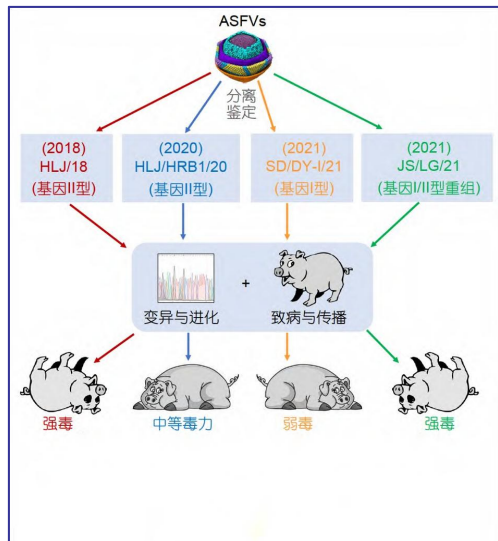 ASFVs
分离
鉴定
(2018)
HLJ/18
(基因II型)
(2020)
HLJ/HRB1/20
(基因II型)
(2021)
SD/DY-I/21
(基因I型)
(2021)
JS/LG/21
(基因I/II型重组)
+
变异与进化
致病与传播
强毒
中等毒力
弱毒
强毒